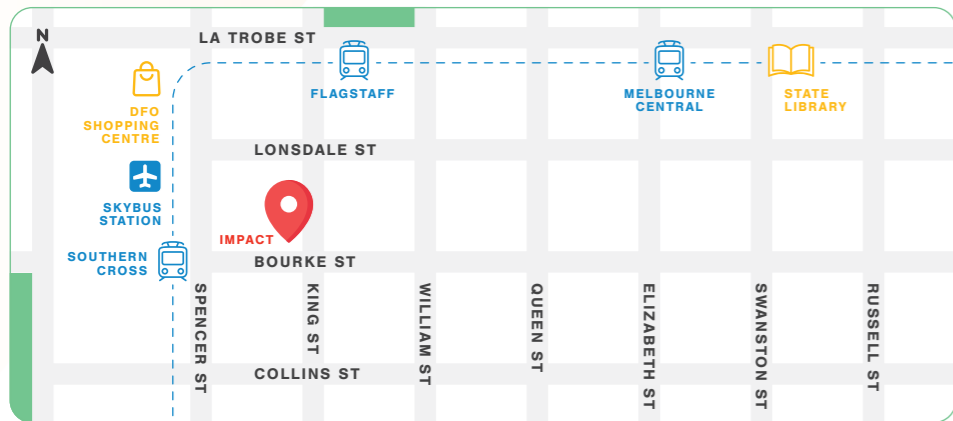 N
LA TROBE ST
FLAGSTAFF
MELBOURNE
CENTRAL
STATE
LIBRARY
DFO
SHOPPING
CENTRE
LONSDALE ST
SKYBUS
STATION
IMPACT
SOUTHERN
CROSS
BOURKE ST
SPENCER ST
KING ST
WILLIAM ST
QUEEN ST
ELIZABETH ST
SWANSTON ST
RUSSELL ST
COLLINS ST